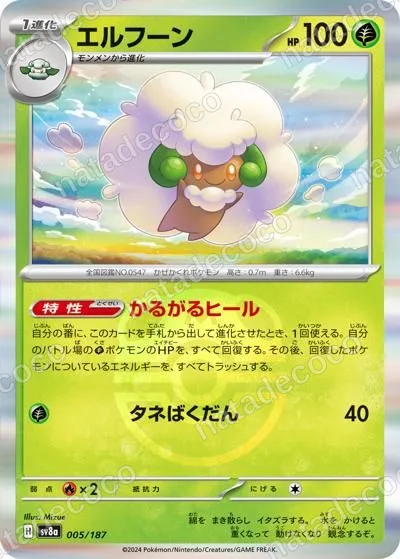 1進化
エルフーン
HP 100
モンメンから進化
全国図鑑NO.0547 かぜかくれポケモン 高さ:0.7m 重さ:6.6kg
特性 とくせい かるがるヒール
自分の番に、このカードを手札から出して進化させたとき、1回使える。自
分のバトル場のポケモンのHPを、すべて回復する。その後、回復したポケ
モンについているエネルギーを、すべてトラッシュする。
タネばくだん 40
弱点 ×2 抵抗力 にげる
Illus. Mizue
H sv8a 005/187
綿を まき散らし イタズラする。 水に
濡れると 重たくなって 動けなくなり
観念する。
©2024 Pokémon/Nintendo/Creatures/GAME FREAK.
natadecoco